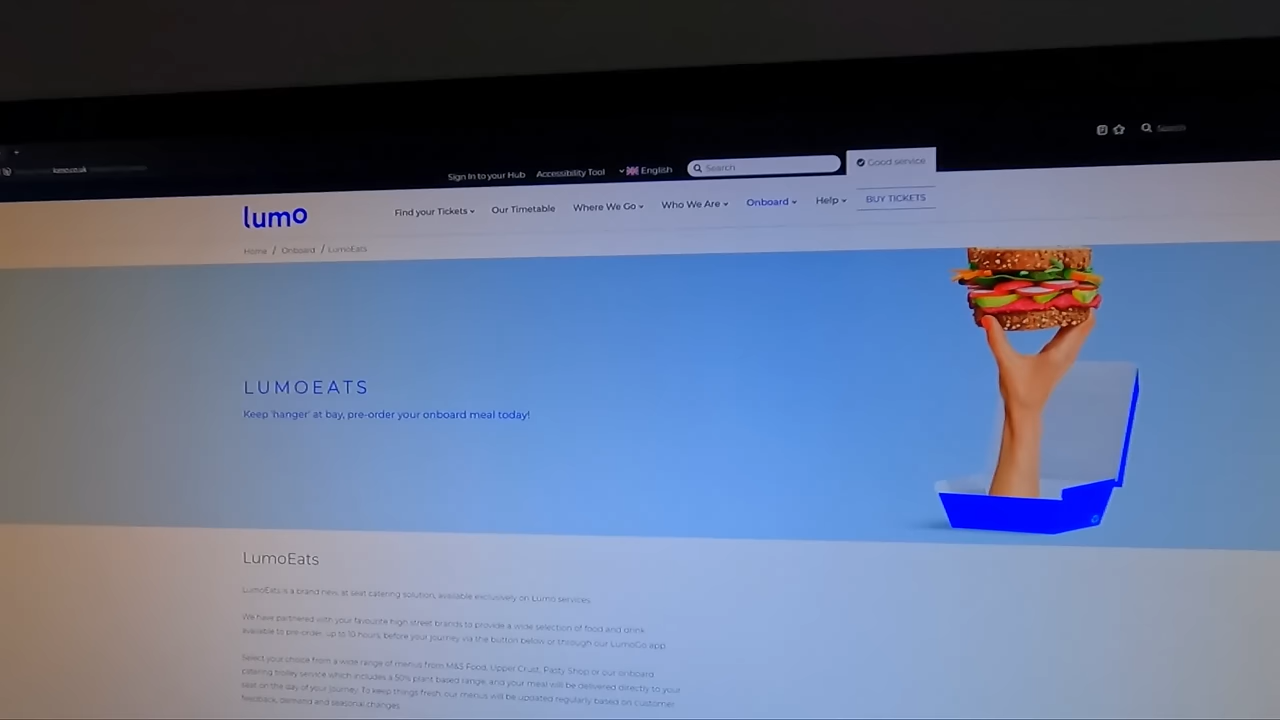 lumo.co.uk
Sign In to your Hub Accessibility Tool English Search Good service
lumo
Find your Tickets Our Timetable Where We Go Who We Are Onboard Help BUY TICKETS
Home / Onboard / LumoEats
LUMOEATS
Keep 'hanger' at bay, pre-order your onboard meal today!
LumoEats
LumoEats is a brand new, at seat catering solution, available exclusively on Lumo services.
We have partnered with your favourite high street brands to provide a wide selection of food and drink
available to pre-order, up to 10 hours, before your journey via the button below or through our LumoGo app.
Select your choice from a wide range of menus from M&S Food, Upper Crust, Pasty Shop or our onboard
catering trolley service which includes a 50% plant based range, and your meal will be delivered directly to your
seat on the day of your journey. To keep things fresh, our menus will be updated regularly based on customer
feedback, demand and seasonal changes.